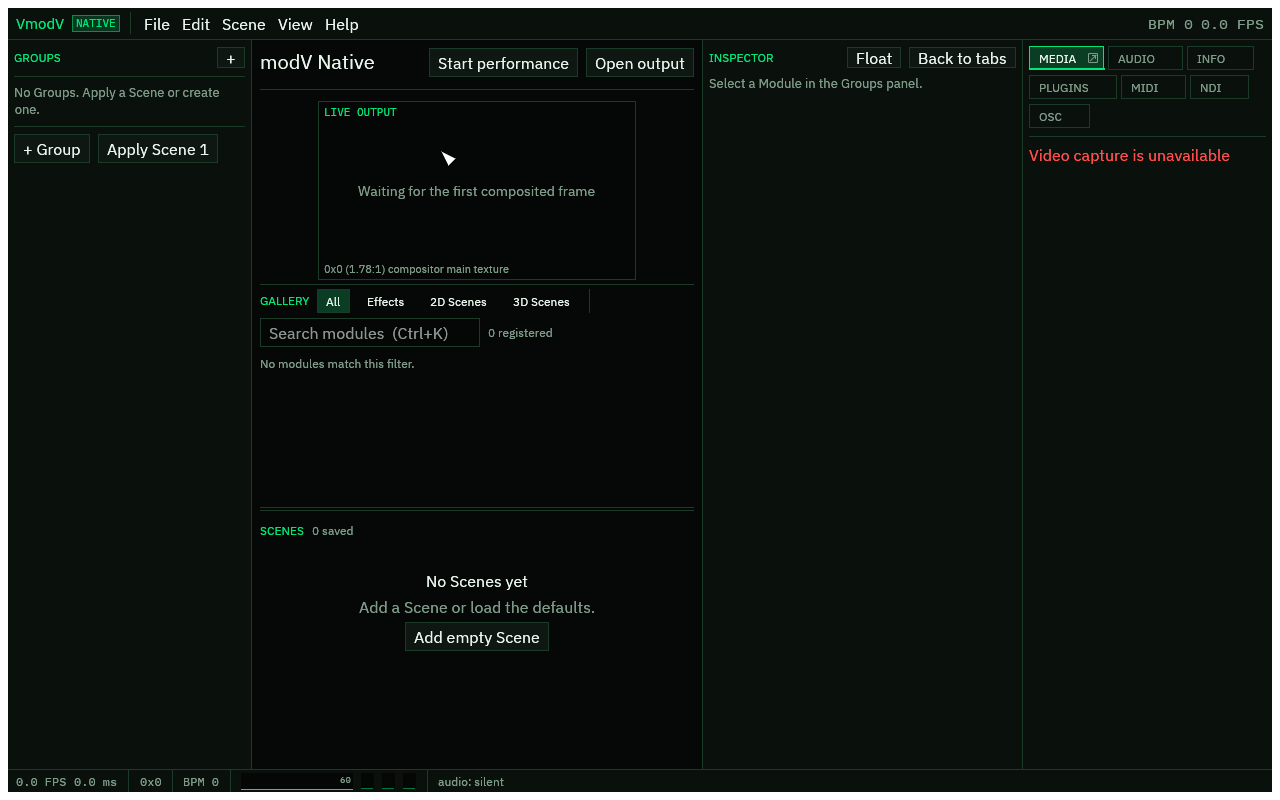 VmodV NATIVE File Edit Scene View Help BPM 0 0.0 FPS
GROUPS +
No Groups. Apply a Scene or create
one.
+ Group Apply Scene 1
modV Native Start performance Open output
LIVE OUTPUT
Waiting for the first composited frame
0x0 (1.78:1) compositor main texture
GALLERY All Effects 2D Scenes 3D Scenes
Search modules (Ctrl+K) 0 registered
No modules match this filter.
SCENES 0 saved
No Scenes yet
Add a Scene or load the defaults.
Add empty Scene
INSPECTOR Float Back to tabs
Select a Module in the Groups panel.
MEDIA AUDIO INFO
PLUGINS MIDI NDI
OSC
Video capture is unavailable
0.0 FPS 0.0 ms 0x0 BPM 0 60 audio: silent